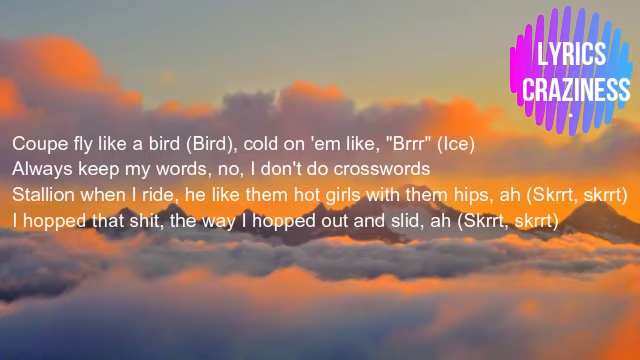 LYRICS
CRAZINESS
.
Coupe fly like a bird (Bird), cold on 'em like, "Brrr" (Ice)
Always keep my words, no, I don't do crosswords
Stallion when I ride, he like them hot girls with them hips, ah (Skrrt, skrrt)
I hopped that shit, the way I hopped out and slid, ah (Skrrt, skrrt)